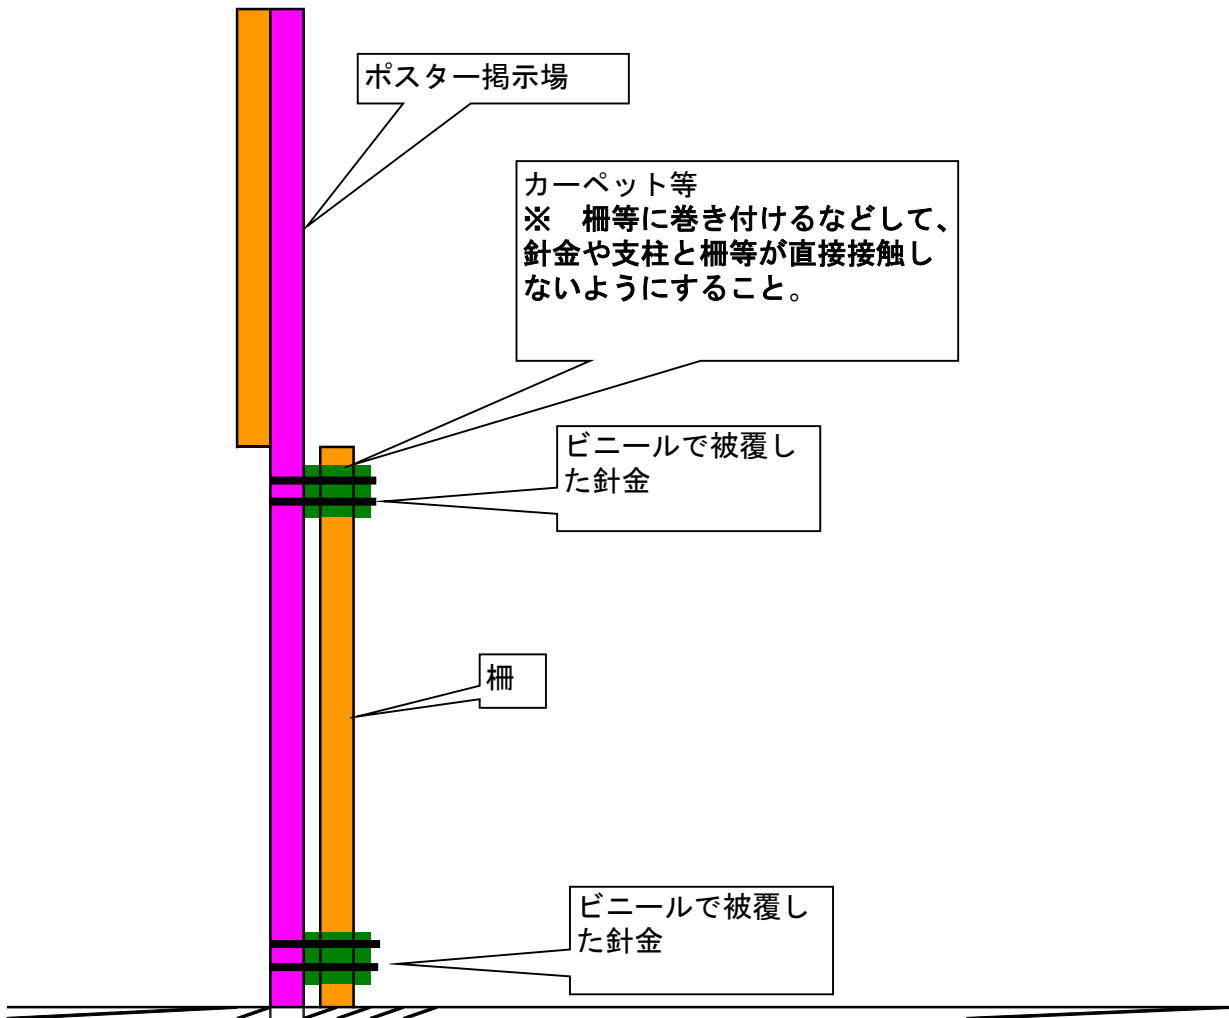 ポスター掲示場
カーペット等
※　柵等に巻き付けるなどして、
針金や支柱と柵等が直接接触し
ないようにすること。
ビニールで被覆し
た針金
柵
ビニールで被覆し
た針金